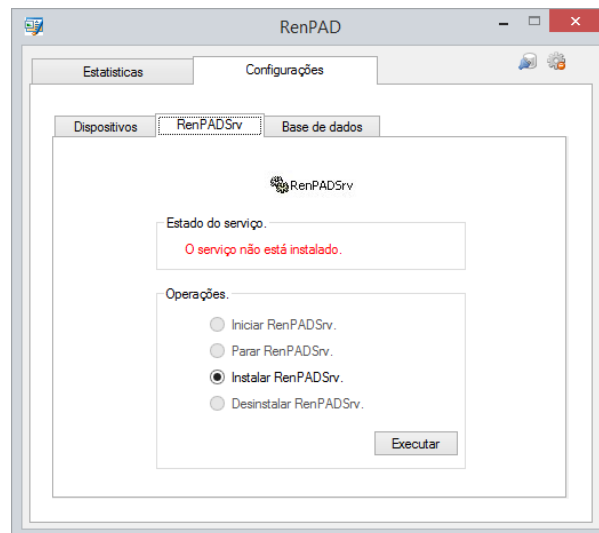 RenPAD
Estatisticas
Configurações
Dispositivos
RenPADSrv
Base de dados
RenPADSrv
Estado do serviço.
O serviço não está instalado.
Operações.
Iniciar RenPADSrv.
Parar RenPADSrv.
Instalar RenPADSrv.
Desinstalar RenPADSrv.
Executar